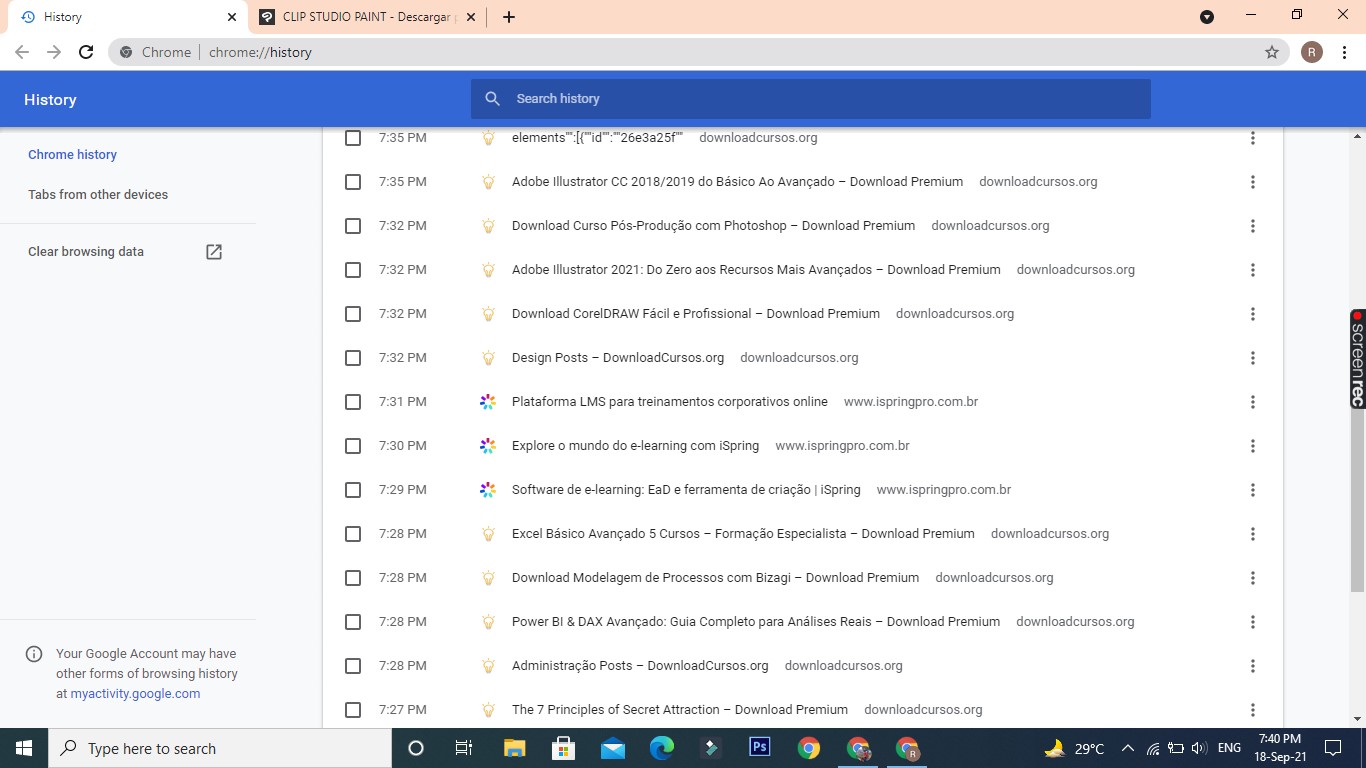 History
CLIP STUDIO PAINT - Descargar
Chrome | chrome://history
R
History
Search history
Chrome history
Tabs from other devices
Clear browsing data
7:35 PM elements"":[{""id"":""26e3a25f"" downloadcursos.org
7:35 PM Adobe Illustrator CC 2018/2019 do Básico Ao Avançado – Download Premium downloadcursos.org
7:32 PM Download Curso Pós-Produção com Photoshop – Download Premium downloadcursos.org
7:32 PM Adobe Illustrator 2021: Do Zero aos Recursos Mais Avançados – Download Premium downloadcursos.org
7:32 PM Download CorelDRAW Fácil e Profissional – Download Premium downloadcursos.org
7:32 PM Design Posts – DownloadCursos.org downloadcursos.org
7:31 PM Plataforma LMS para treinamentos corporativos online www.ispringpro.com.br
7:30 PM Explore o mundo do e-learning com iSpring www.ispringpro.com.br
7:29 PM Software de e-learning: EaD e ferramenta de criação | iSpring www.ispringpro.com.br
7:28 PM Excel Básico Avançado 5 Cursos – Formação Especialista – Download Premium downloadcursos.org
7:28 PM Download Modelagem de Processos com Bizagi – Download Premium downloadcursos.org
7:28 PM Power BI & DAX Avançado: Guia Completo para Análises Reais – Download Premium downloadcursos.org
7:28 PM Administração Posts – DownloadCursos.org downloadcursos.org
7:27 PM The 7 Principles of Secret Attraction – Download Premium downloadcursos.org
Your Google Account may have
other forms of browsing history
at myactivity.google.com
screenrec
Type here to search
Ps
R
29°C
ENG
7:40 PM
18-Sep-21